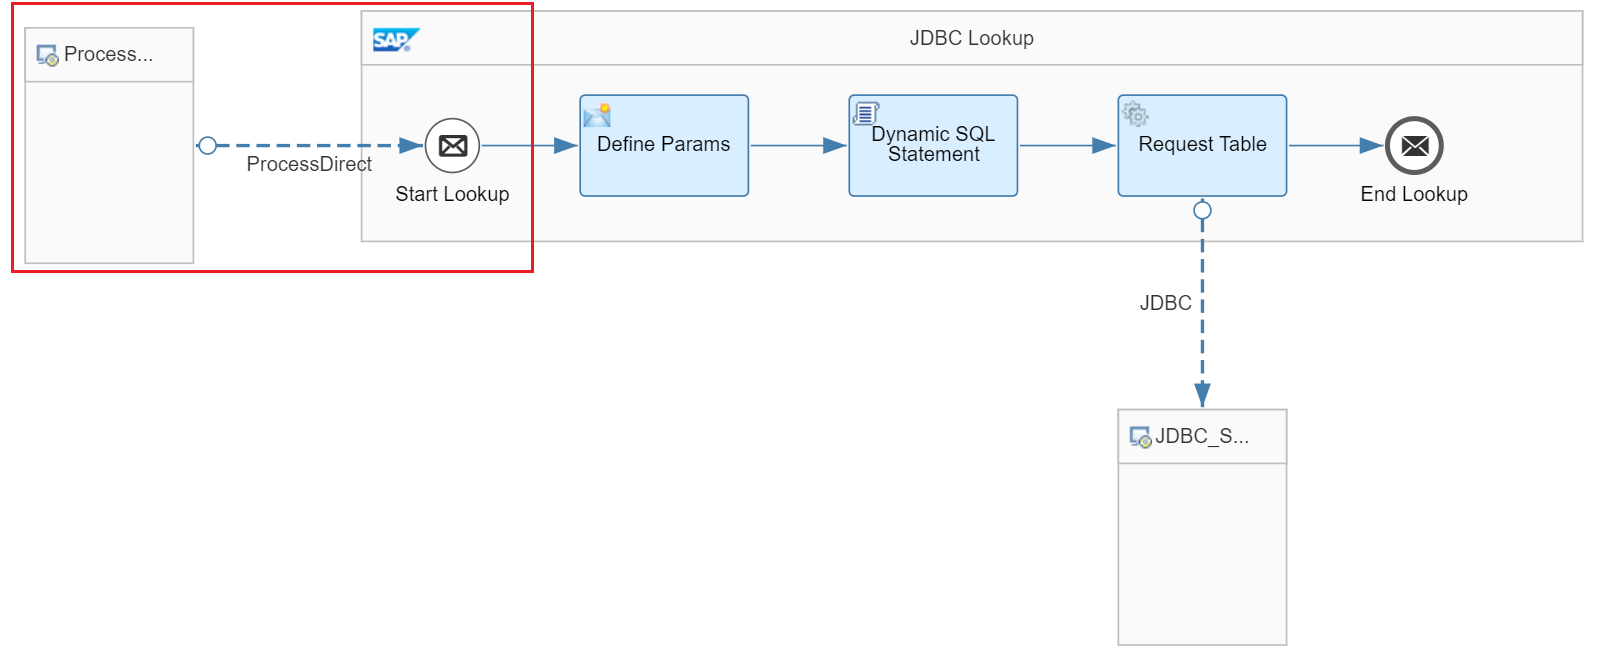 Process...
SAP
JDBC Lookup
ProcessDirect
Start Lookup
Define Params
Dynamic SQL
Statement
Request Table
End Lookup
JDBC
JDBC_S...